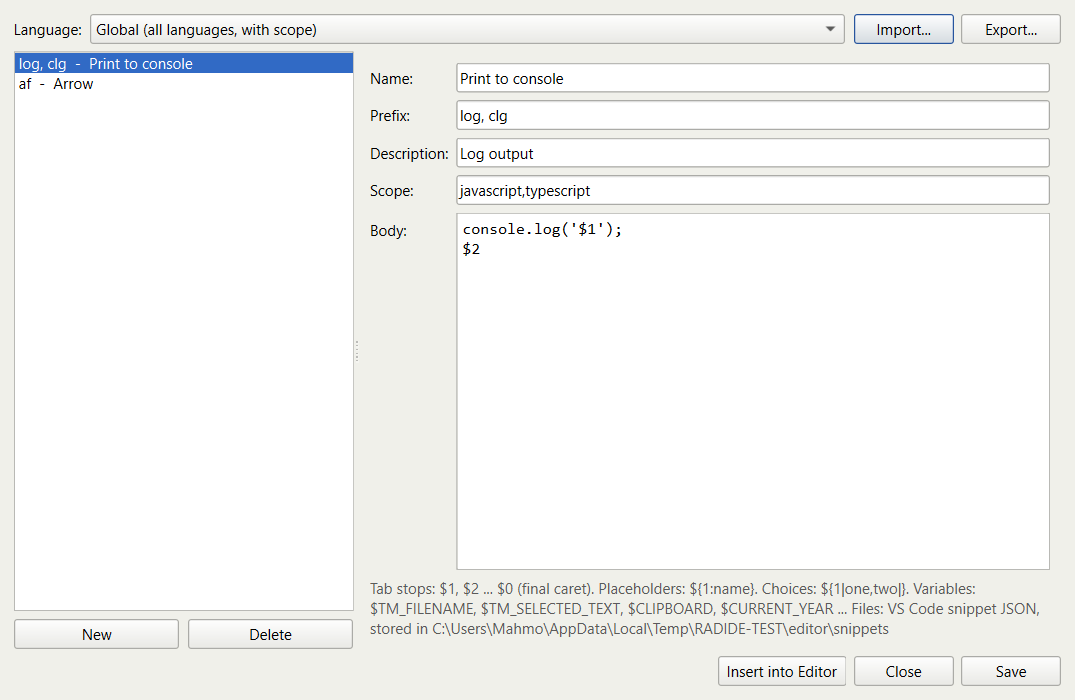 Language: Global (all languages, with scope) Import... Export...
log, clg - Print to console
af - Arrow
Name: Print to console
Prefix: log, clg
Description: Log output
Scope: javascript,typescript
Body: console.log('$1');
$2
Tab stops: $1, $2 ... $0 (final caret). Placeholders: ${1:name}. Choices: ${1|one,two|}. Variables:
$TM_FILENAME, $TM_SELECTED_TEXT, $CLIPBOARD, $CURRENT_YEAR ... Files: VS Code snippet JSON,
stored in C:\Users\Mahmo\AppData\Local\Temp\RADIDE-TEST\editor\snippets
New Delete
Insert into Editor Close Save